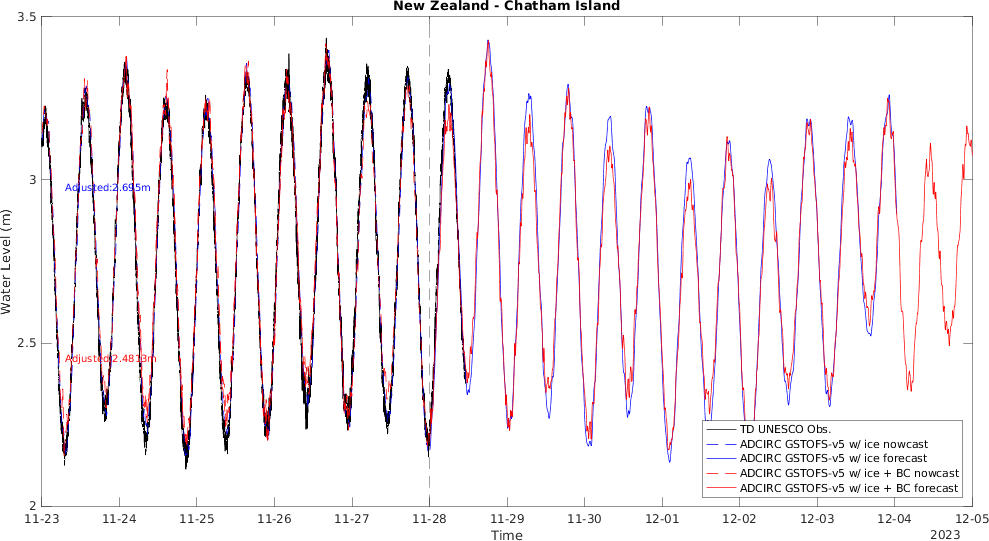 New Zealand - Chatham Island
3.5
3
2.5
2
Water Level (m)
Adjusted:2.695m
Adjusted:2.4813m
TD UNESCO Obs.
ADCIRC GSTOFS-v5 w/ ice nowcast
ADCIRC GSTOFS-v5 w/ ice forecast
ADCIRC GSTOFS-v5 w/ ice + BC nowcast
ADCIRC GSTOFS-v5 w/ ice + BC forecast
11-23 11-24 11-25 11-26 11-27 11-28 11-29 11-30 12-01 12-02 12-03 12-04 12-05
Time
2023